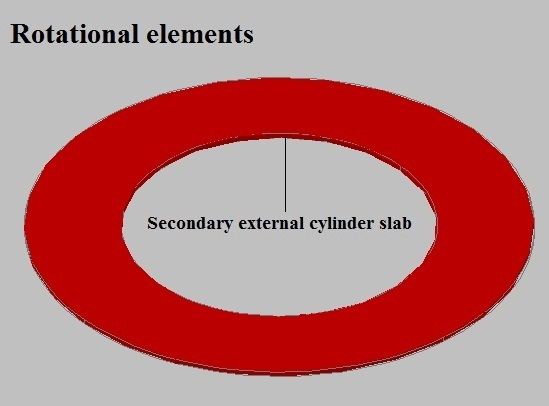 Rotational elements
Secondary external cylinder slab